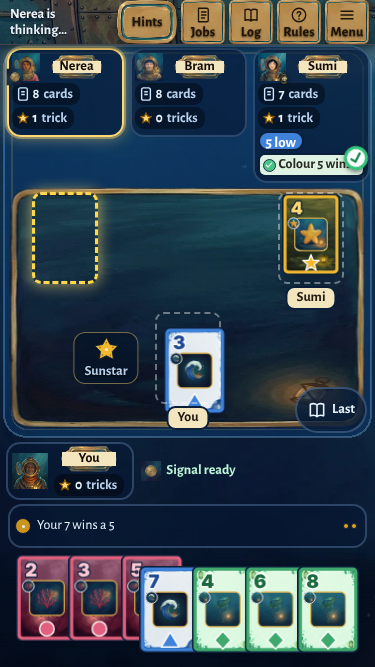 Nerea is
thinking...
Hints
Jobs
Log
Rules
Menu
Nerea
8 cards
1 trick
Bram
8 cards
0 tricks
Sumi
7 cards
1 trick
5 low
Colour 5 win
4
Sumi
Sunstar
3
You
Last
You
0 tricks
Signal ready
Your 7 wins a 5
2
3
5
7
4
6
8